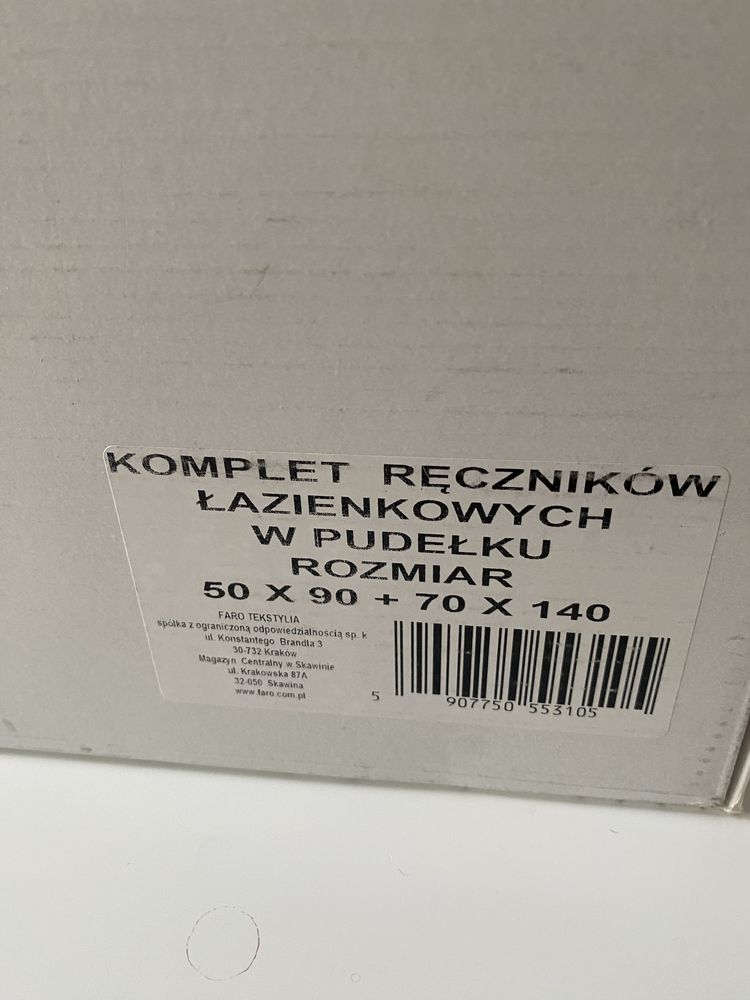 KOMPLET RĘCZNIKÓW
ŁAZIENKOWYCH
W PUDEŁKU
ROZMIAR
50 X 90 + 70 X 140
FARO TEKSTYLIA
spółka z ograniczoną odpowiedzialnością sp. k
ul. Konstantego Brandla 3
30-732 Kraków
Magazyn Centralny w Skawinie
ul. Krakowska 87A
32-050 Skawina
www.faro.com.pl
5 907750 553105